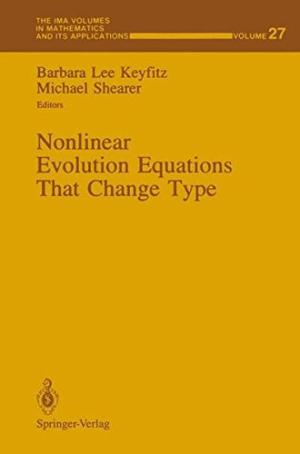 THE IMA VOLUMES
IN MATHEMATICS
AND ITS APPLICATIONS
VOLUME 27
Barbara Lee Keyfitz
Michael Shearer
Editors
Nonlinear
Evolution Equations
That Change Type
Springer-Verlag